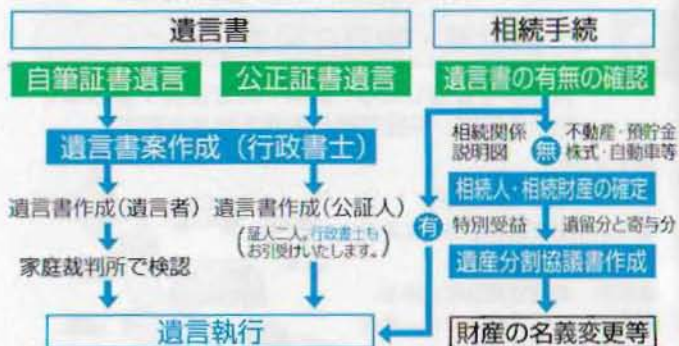 遺言書
相続手続
自筆証書遺言
公正証書遺言
遺言書の有無の確認
遺言書案作成（行政書士）
相続関係
説明図
無
不動産・預貯金
株式・自動車等
相続人・相続財産の確定
遺言書作成（遺言者）
遺言書作成（公証人）
（証人二人。行政書士も
お引受けいたします。）
有
特別受益
遺留分と寄与分
家庭裁判所で検認
遺産分割協議書作成
遺言執行
財産の名義変更等